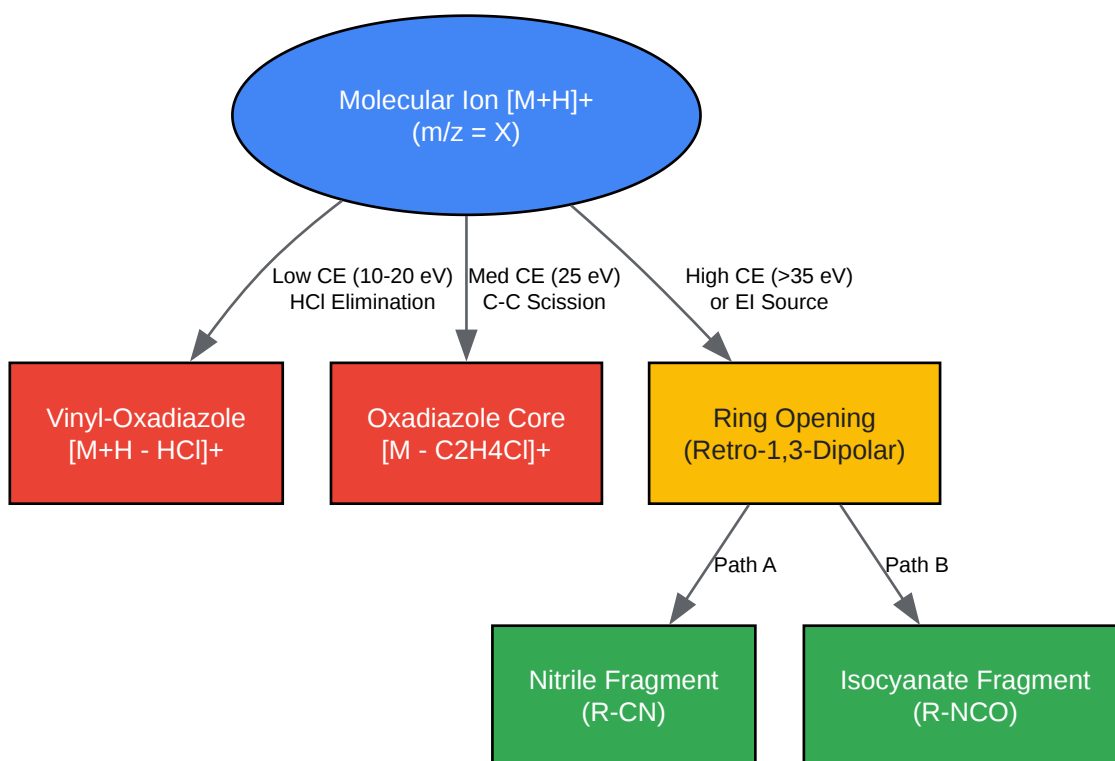 Molecular Ion [M+H]+
(m/z = X)
Low CE (10-20 eV)
HCl Elimination
Med CE (25 eV)
C-C Scission
High CE (>35 eV)
or EI Source
Vinyl-Oxadiazole
[M+H - HCl]+
Oxadiazole Core
[M - C2H4Cl]+
Ring Opening
(Retro-1,3-Dipolar)
Path A
Path B
Nitrile Fragment
(R-CN)
Isocyanate Fragment
(R-NCO)